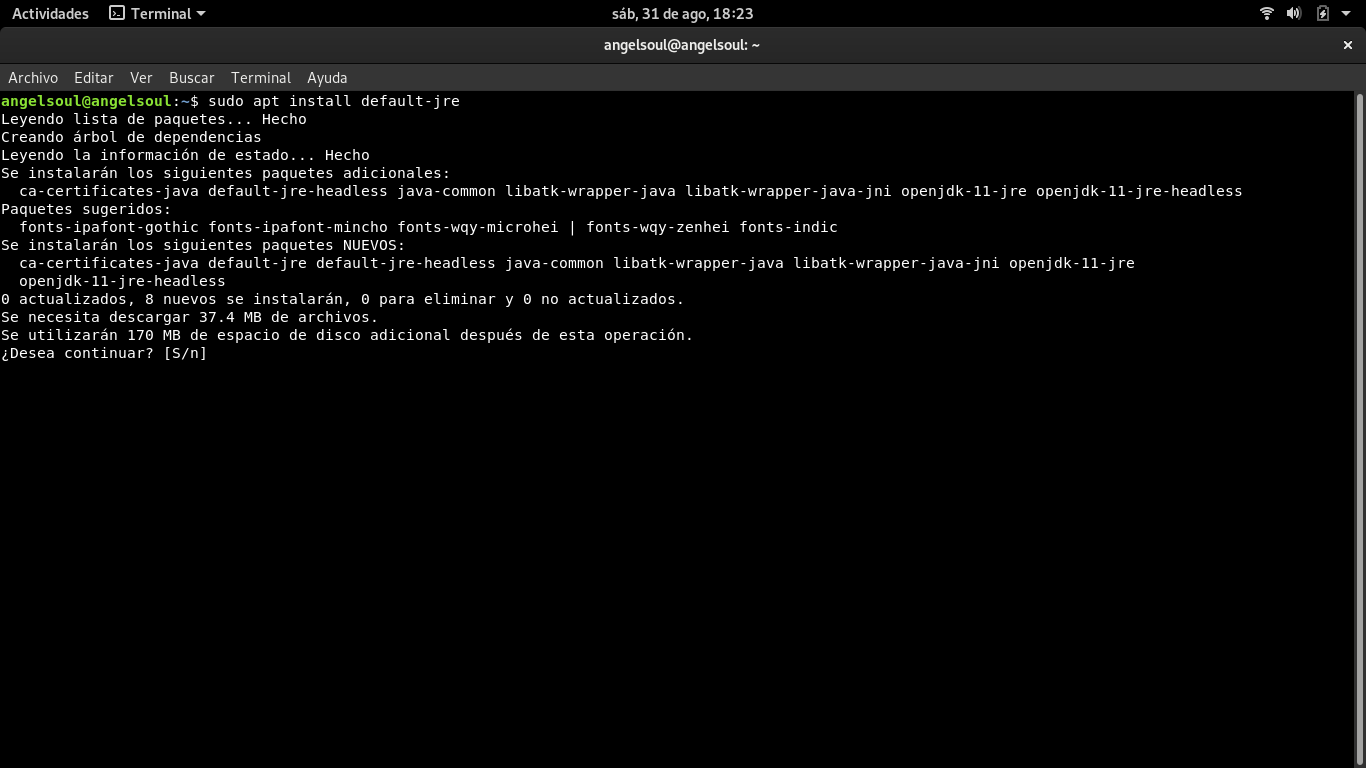 Actividades Terminal sáb, 31 de ago, 18:23
angelsoul@angelsoul: ~
Archivo Editar Ver Buscar Terminal Ayuda
angelsoul@angelsoul:~$ sudo apt install default-jre
Leyendo lista de paquetes... Hecho
Creando árbol de dependencias
Leyendo la información de estado... Hecho
Se instalarán los siguientes paquetes adicionales:
  ca-certificates-java default-jre-headless java-common libatk-wrapper-java libatk-wrapper-java-jni openjdk-11-jre openjdk-11-jre-headless
Paquetes sugeridos:
  fonts-ipafont-gothic fonts-ipafont-mincho fonts-wqy-microhei | fonts-wqy-zenhei fonts-indic
Se instalarán los siguientes paquetes NUEVOS:
  ca-certificates-java default-jre default-jre-headless java-common libatk-wrapper-java libatk-wrapper-java-jni openjdk-11-jre
  openjdk-11-jre-headless
0 actualizados, 8 nuevos se instalarán, 0 para eliminar y 0 no actualizados.
Se necesita descargar 37.4 MB de archivos.
Se utilizarán 170 MB de espacio de disco adicional después de esta operación.
¿Desea continuar? [S/n]